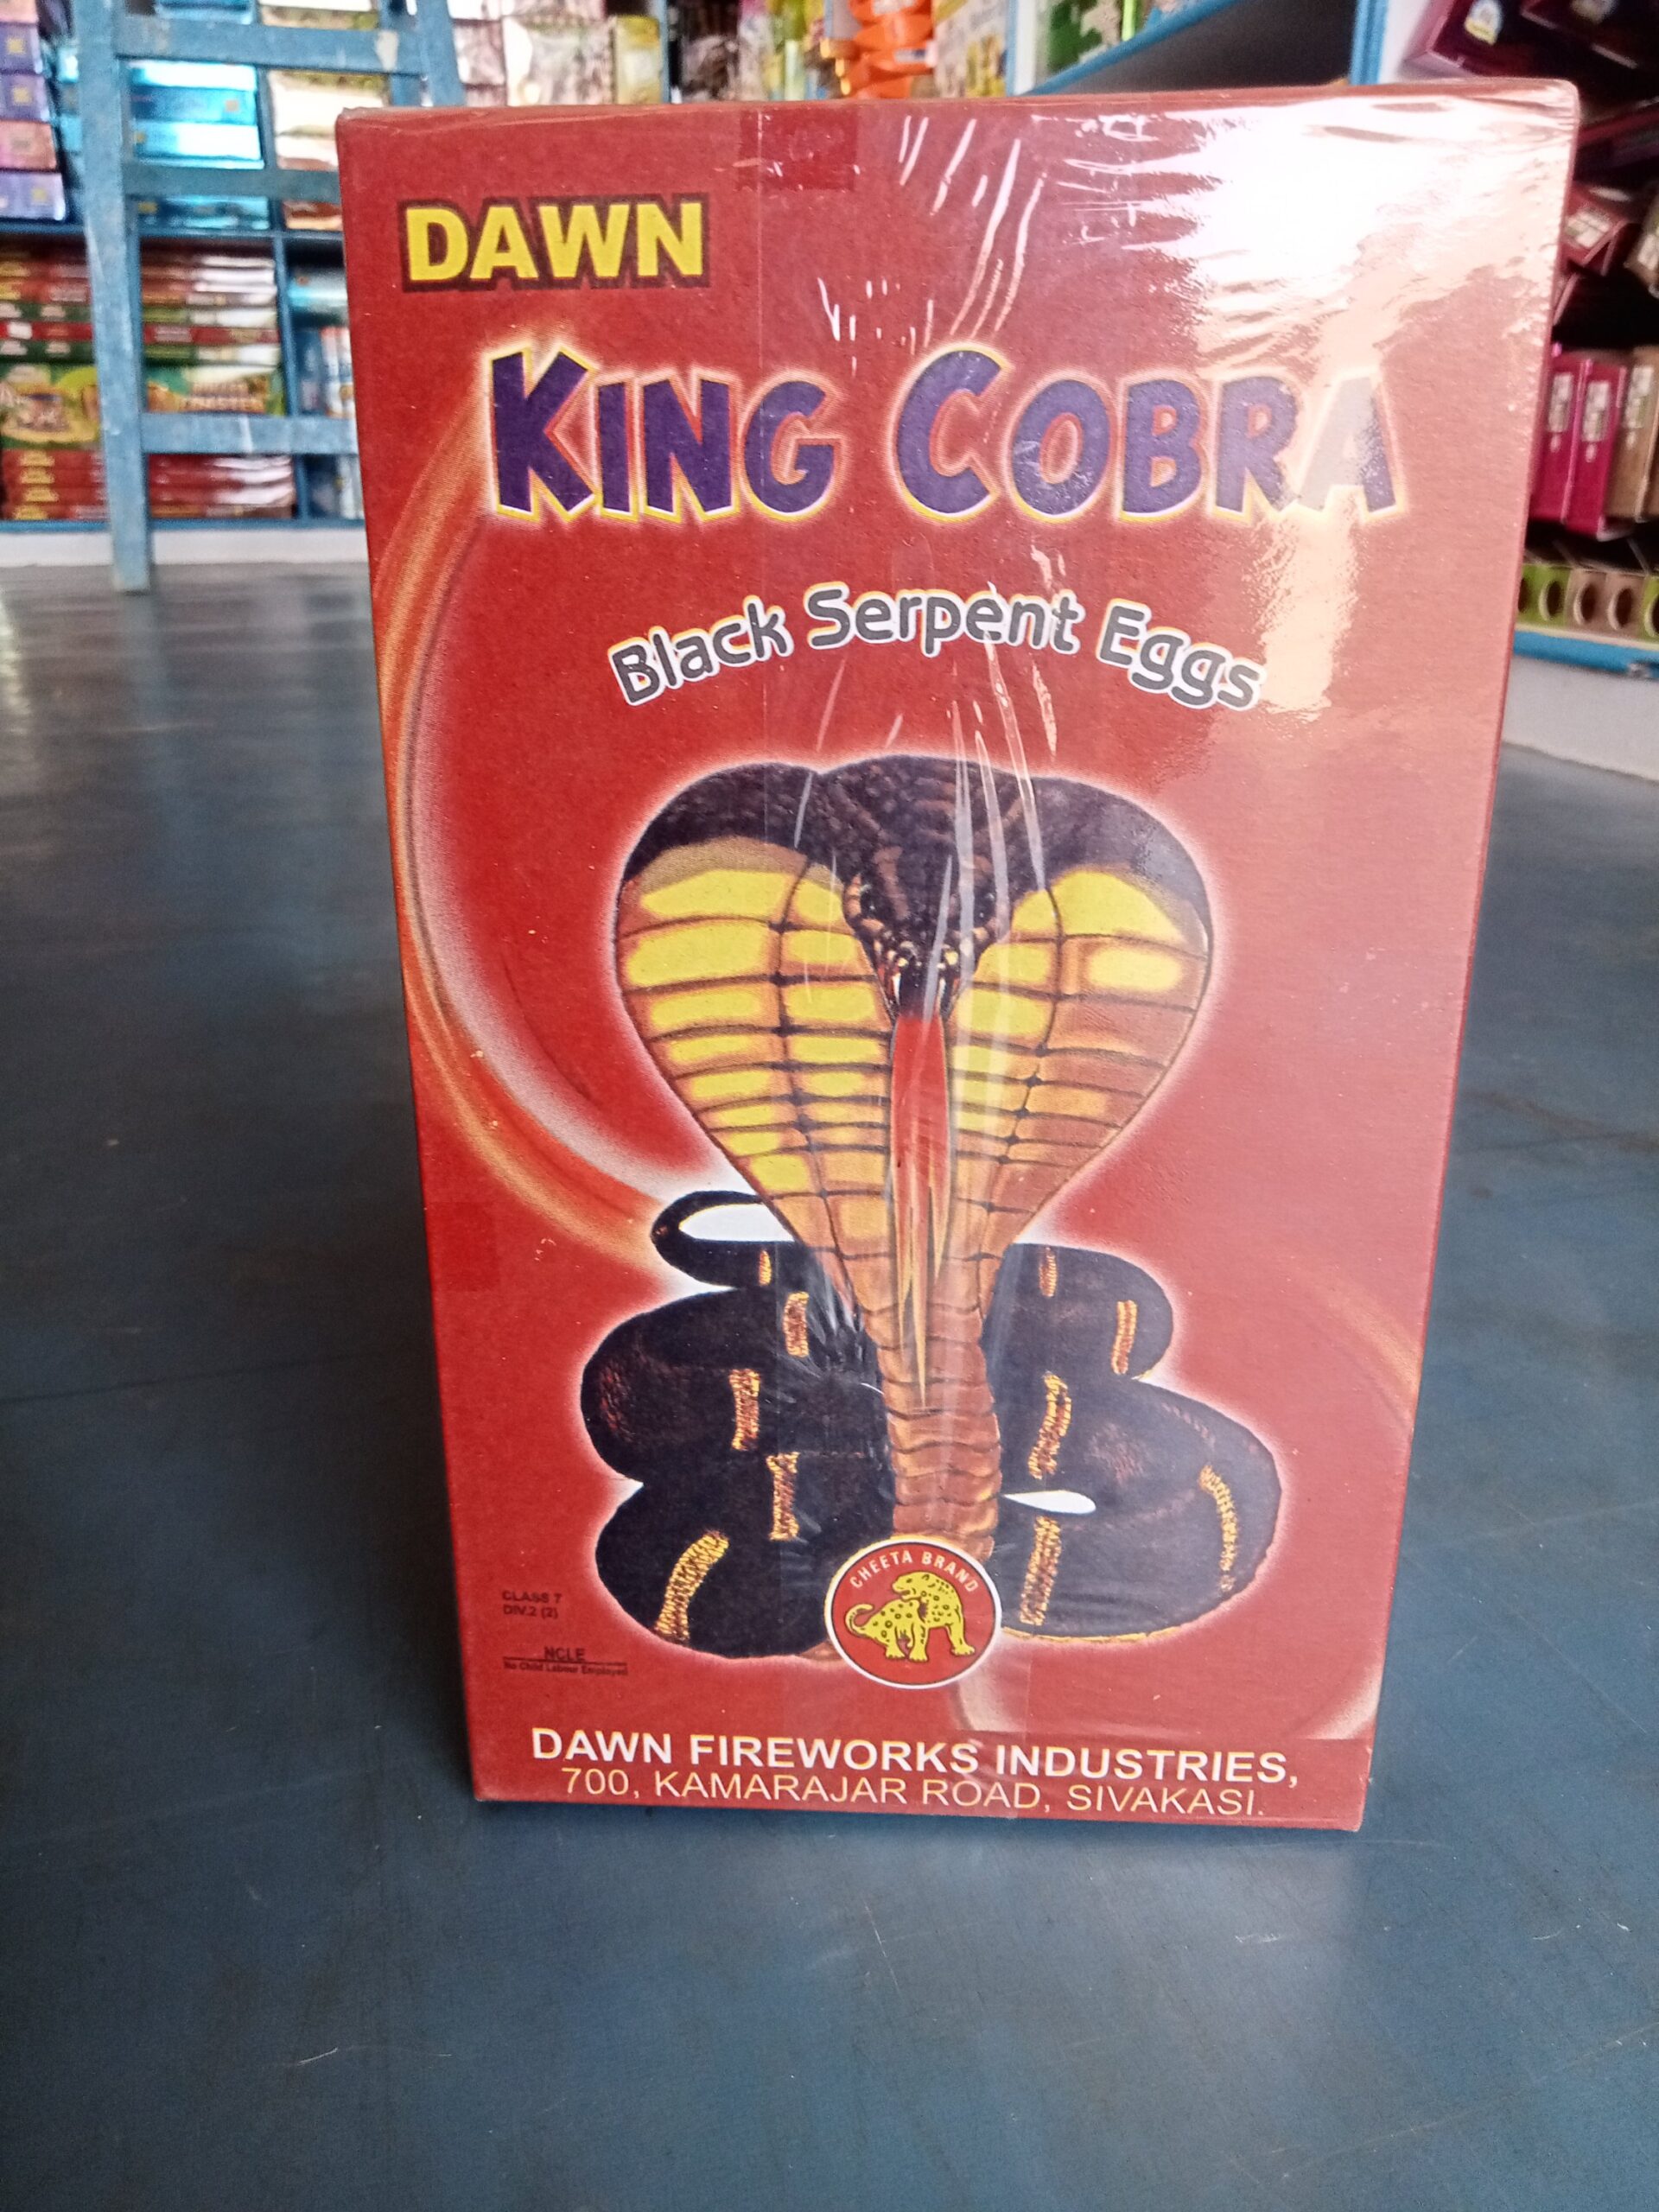 DAWN
KING COBRA
Black Serpent Eggs
CHEETA BRAND
CLASS 7
DIV.2 (2)
NCLE
No Child Labour Employed
DAWN FIREWORKS INDUSTRIES,
700, KAMARAJAR ROAD, SIVAKASI.